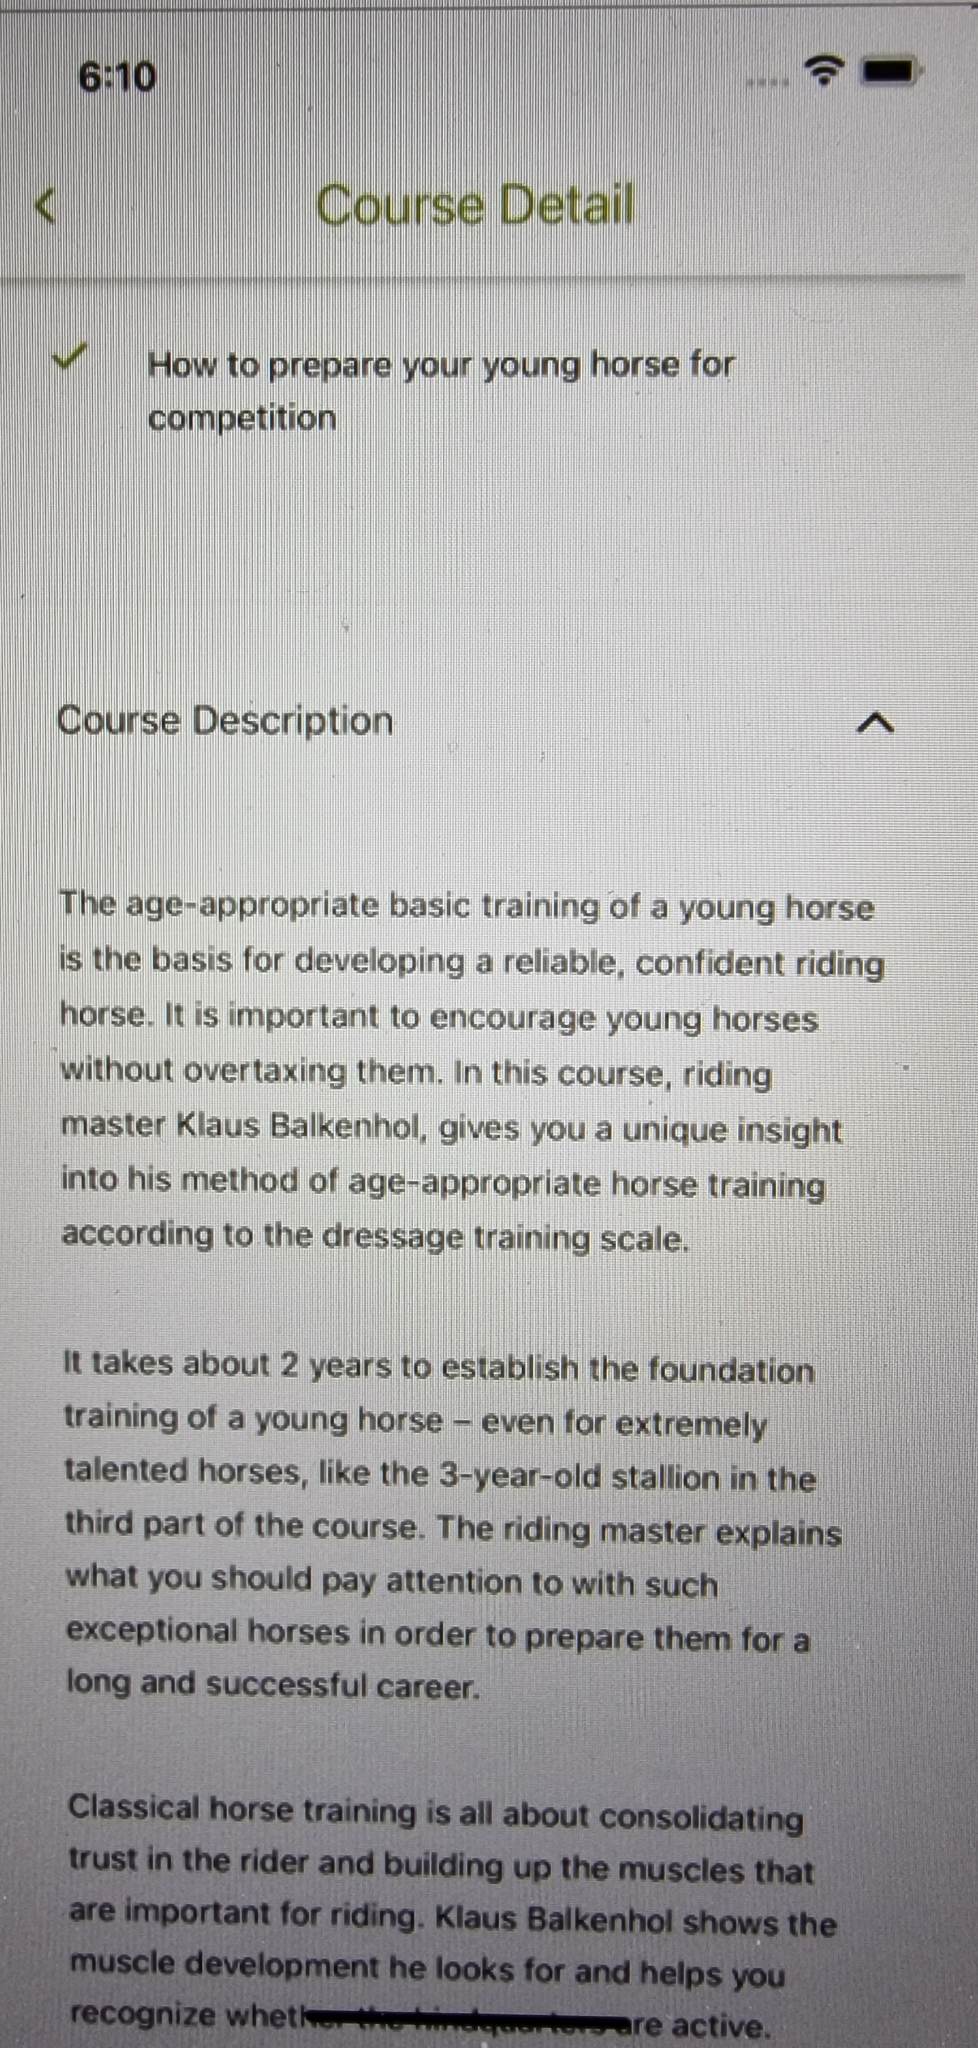 6:10
Course Detail
How to prepare your young horse for
competition
Course Description
The age-appropriate basic training of a young horse
is the basis for developing a reliable, confident riding
horse. It is important to encourage young horses
without overtaxing them. In this course, riding
master Klaus Balkenhol, gives you a unique insight
into his method of age-appropriate horse training
according to the dressage training scale.
It takes about 2 years to establish the foundation
training of a young horse – even for extremely
talented horses, like the 3-year-old stallion in the
third part of the course. The riding master explains
what you should pay attention to with such
exceptional horses in order to prepare them for a
long and successful career.
Classical horse training is all about consolidating
trust in the rider and building up the muscles that
are important for riding. Klaus Balkenhol shows the
muscle development he looks for and helps you
recognize whether the hindquarters are active.